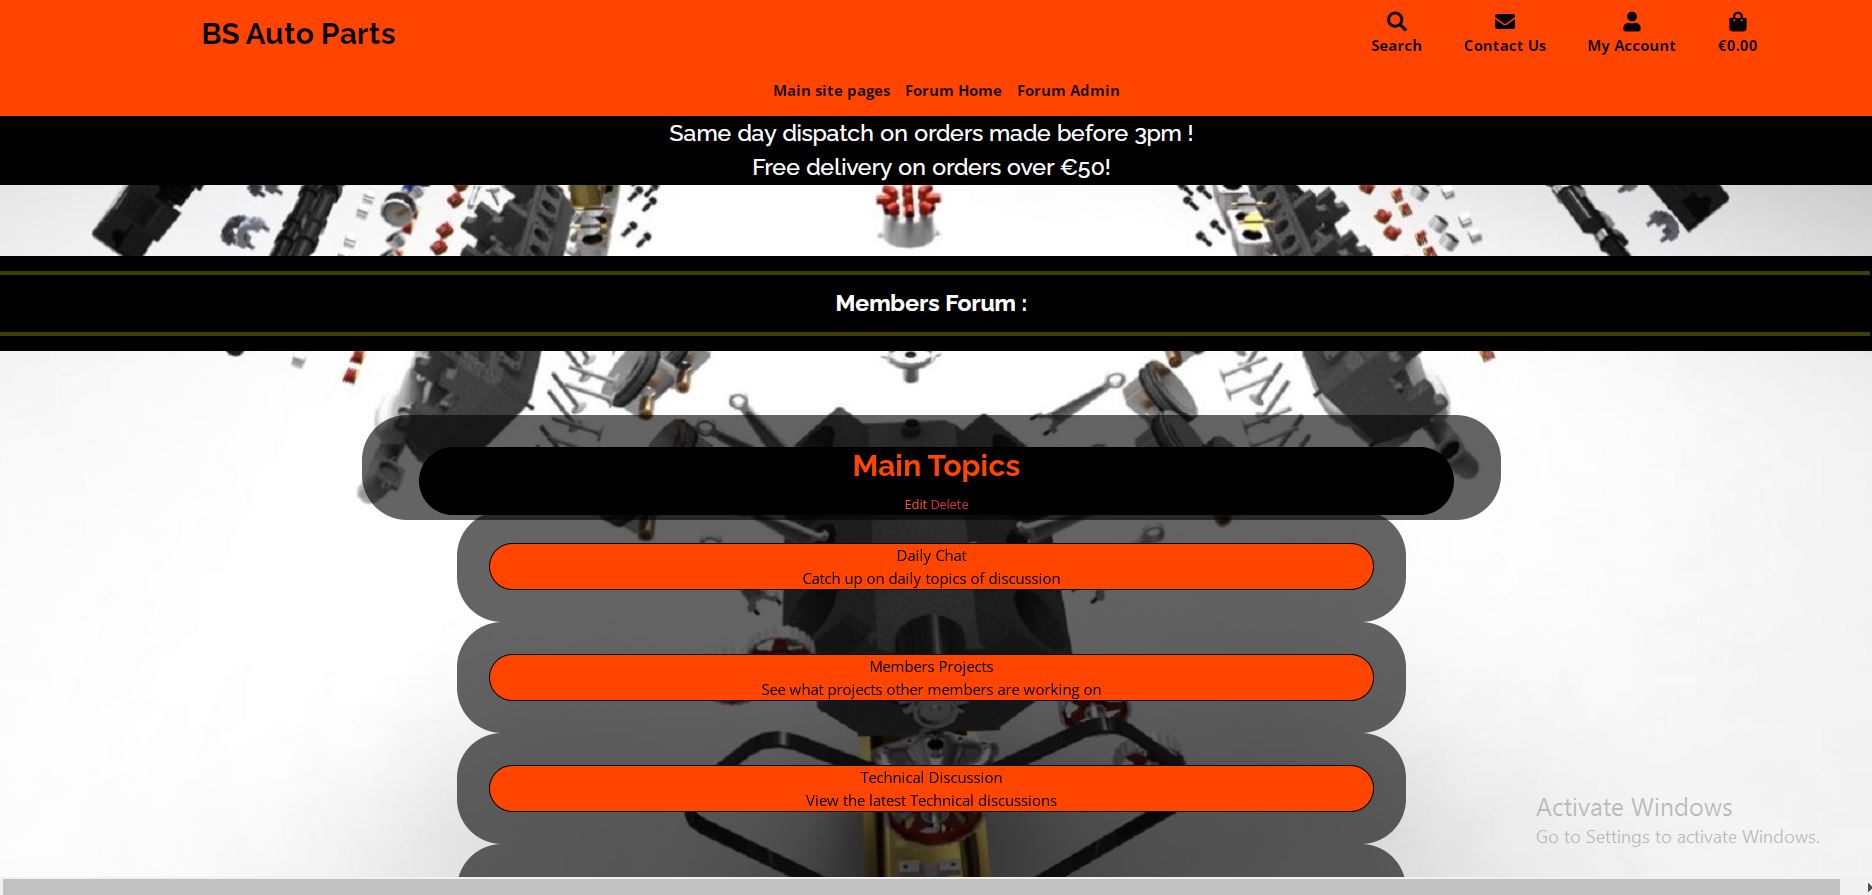 BS Auto Parts
Search
Contact Us
My Account
€0.00
Main site pages
Forum Home
Forum Admin
Same day dispatch on orders made before 3pm !
Free delivery on orders over €50!
Members Forum :
Main Topics
Edit Delete
Daily Chat
Catch up on daily topics of discussion
Members Projects
See what projects other members are working on
Technical Discussion
View the latest Technical discussions
Activate Windows
Go to Settings to activate Windows.